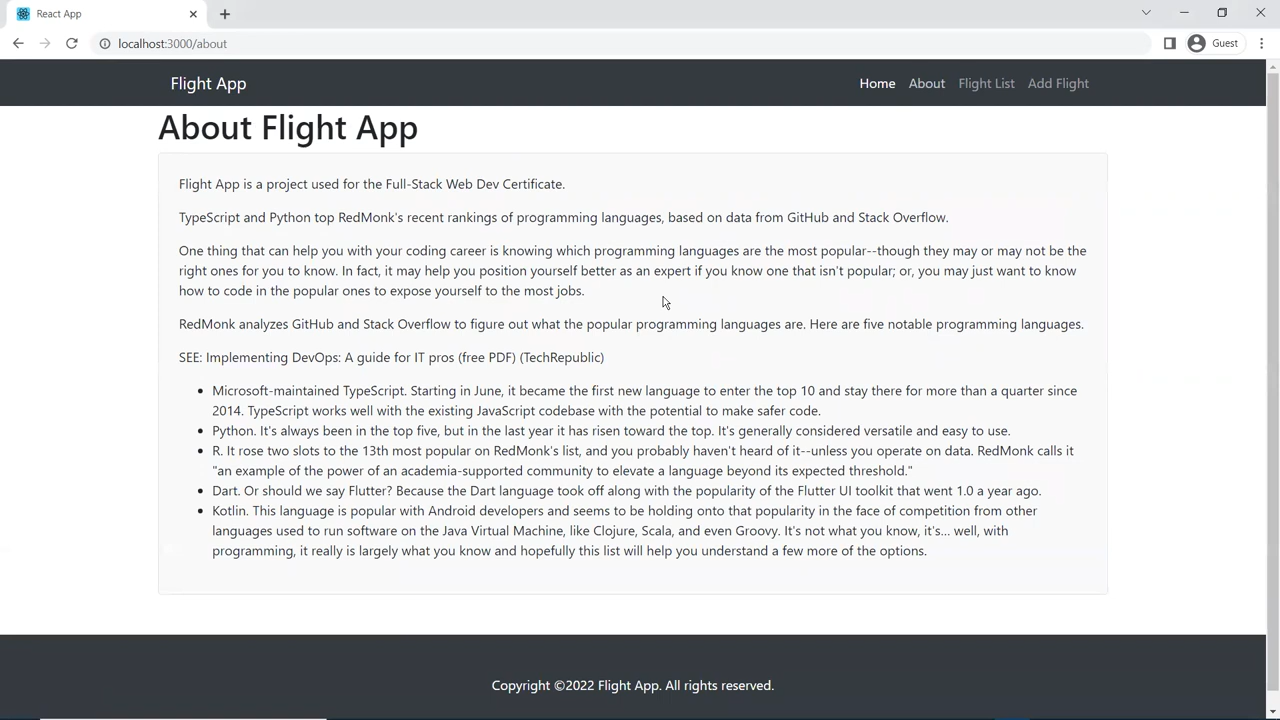 React App
localhost:3000/about
Guest
Flight App
Home About Flight List Add Flight
About Flight App
Flight App is a project used for the Full-Stack Web Dev Certificate.
TypeScript and Python top RedMonk's recent rankings of programming languages, based on data from GitHub and Stack Overflow.
One thing that can help you with your coding career is knowing which programming languages are the most popular--though they may or may not be the
right ones for you to know. In fact, it may help you position yourself better as an expert if you know one that isn't popular; or, you may just want to know
how to code in the popular ones to expose yourself to the most jobs.
RedMonk analyzes GitHub and Stack Overflow to figure out what the popular programming languages are. Here are five notable programming languages.
SEE: Implementing DevOps: A guide for IT pros (free PDF) (TechRepublic)
• Microsoft-maintained TypeScript. Starting in June, it became the first new language to enter the top 10 and stay there for more than a quarter since
2014. TypeScript works well with the existing JavaScript codebase with the potential to make safer code.
• Python. It's always been in the top five, but in the last year it has risen toward the top. It's generally considered versatile and easy to use.
• R. It rose two slots to the 13th most popular on RedMonk's list, and you probably haven't heard of it--unless you operate on data. RedMonk calls it
"an example of the power of an academia-supported community to elevate a language beyond its expected threshold."
• Dart. Or should we say Flutter? Because the Dart language took off along with the popularity of the Flutter UI toolkit that went 1.0 a year ago.
• Kotlin. This language is popular with Android developers and seems to be holding onto that popularity in the face of competition from other
languages used to run software on the Java Virtual Machine, like Clojure, Scala, and even Groovy. It's not what you know, it's... well, with
programming, it really is largely what you know and hopefully this list will help you understand a few more of the options.
Copyright ©2022 Flight App. All rights reserved.